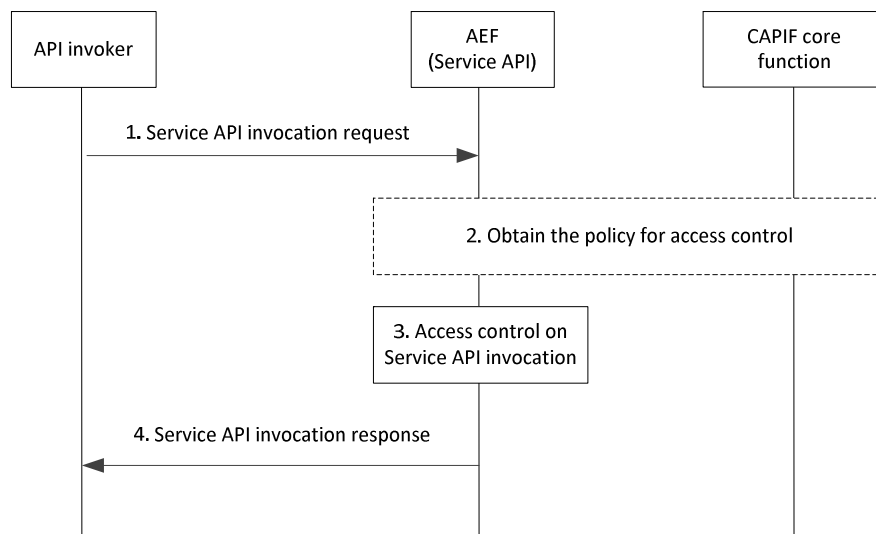 API invoker
AEF
(Service API)
CAPIF core
function
1. Service API invocation request
2. Obtain the policy for access control
3. Access control on
Service API invocation
4. Service API invocation response